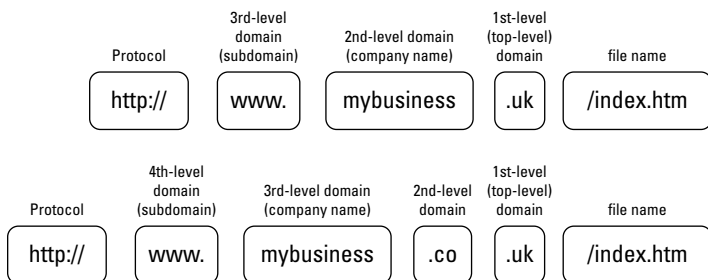 Protocol
3rd-level
domain
(subdomain)
2nd-level domain
(company name)
1st-level
(top-level)
domain
file name
http://
www.
mybusiness
.uk
/index.htm
Protocol
4th-level
domain
(subdomain)
3rd-level domain
(company name)
2nd-level
domain
1st-level
(top-level)
domain
file name
http://
www.
mybusiness
.co
.uk
/index.htm